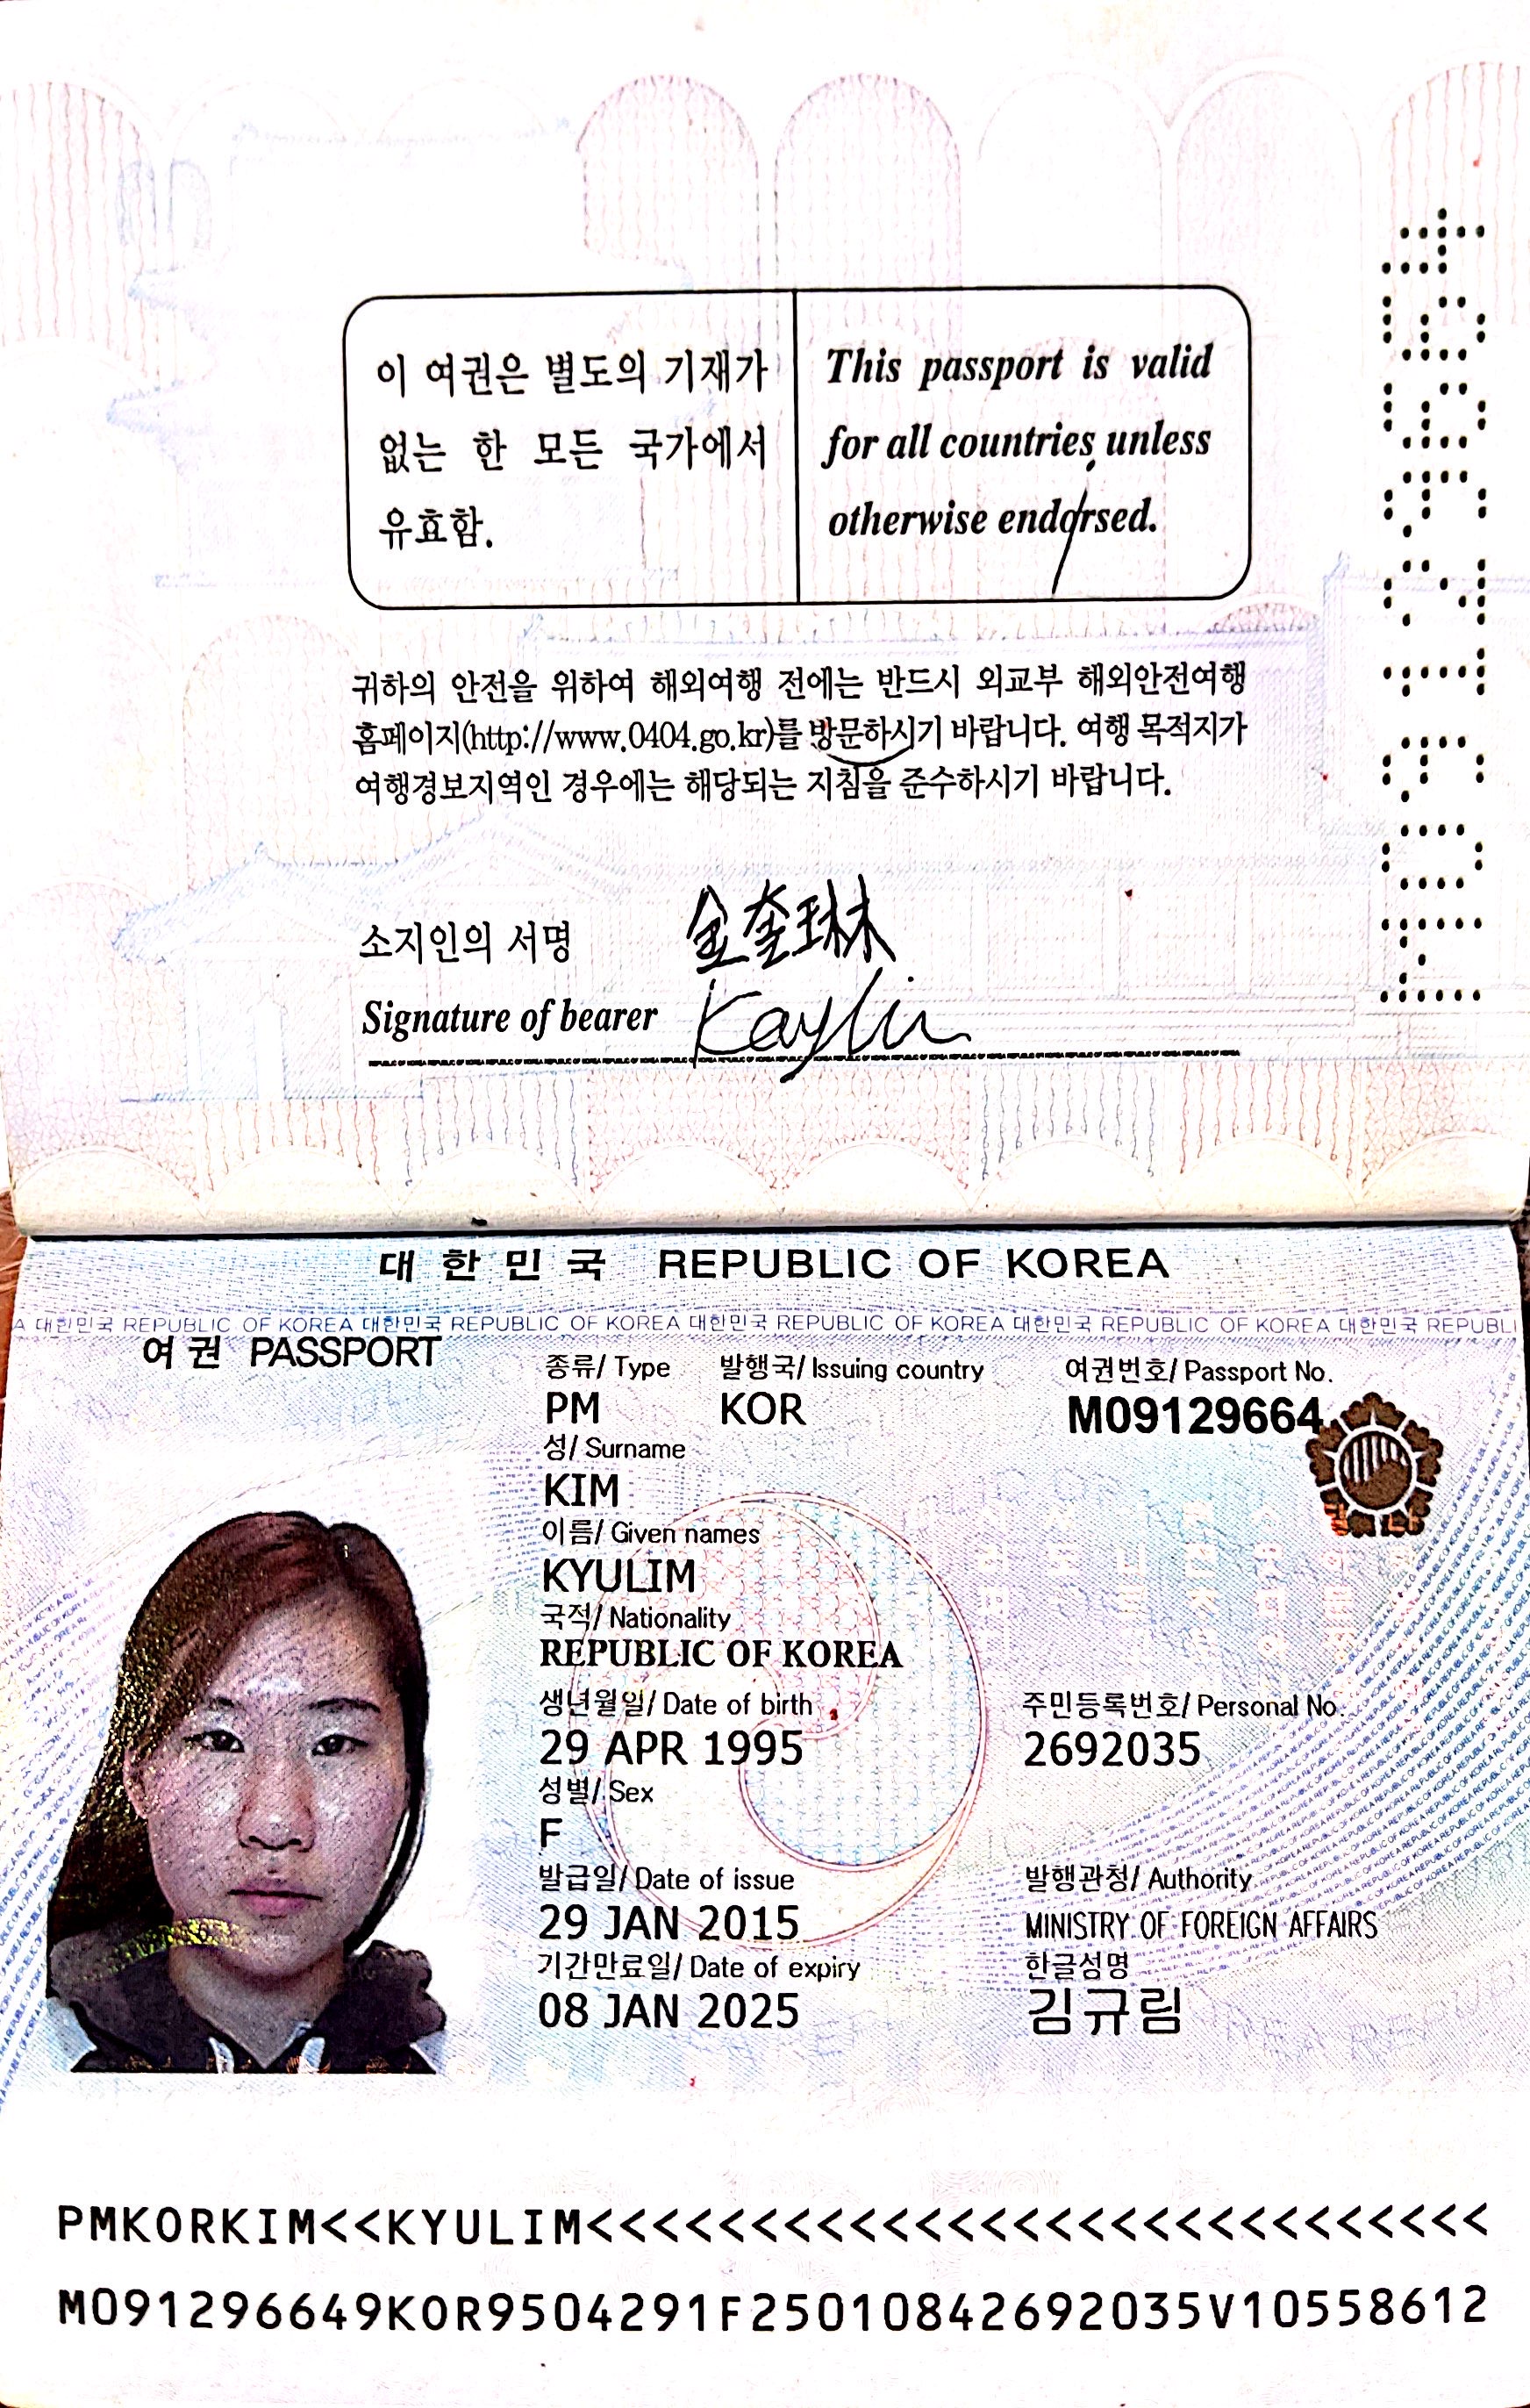 이 여권은 별도의 기재가
없는 한 모든 국가에서
유효함.
This passport is valid
for all countries unless
otherwise endorsed.
귀하의 안전을 위하여 해외여행 전에는 반드시 외교부 해외안전여행
홈페이지(http://www.0404.go.kr)를 방문하시기 바랍니다. 여행 목적지가
여행경보지역인 경우에는 해당되는 지침을 준수하시기 바랍니다.
소지인의 서명 金奎琳
Signature of bearer Kaylin
M09129664
대한민국 REPUBLIC OF KOREA
대한민국 REPUBLIC OF KOREA 대한민국 REPUBLIC OF KOREA 대한민국 REPUBLIC OF KOREA 대한민국 REPUBLIC OF KOREA 대한민국
여권 PASSPORT
종류/ Type 발행국/ Issuing country 여권번호/ Passport No.
PM KOR M09129664
성/ Surname
KIM
이름/ Given names
KYULIM
국적/ Nationality
REPUBLIC OF KOREA
생년월일/ Date of birth 주민등록번호/ Personal No.
29 APR 1995 2692035
성별/ Sex
F
발급일/ Date of issue 발행관청/ Authority
29 JAN 2015 MINISTRY OF FOREIGN AFFAIRS
기간만료일/ Date of expiry 한글성명
08 JAN 2025 김규림
PMKORKIM<<KYULIM<<<<<<<<<<<<<<<<<<<<<<<<<<<<
M091296649KOR9504291F25010842692035V10558612